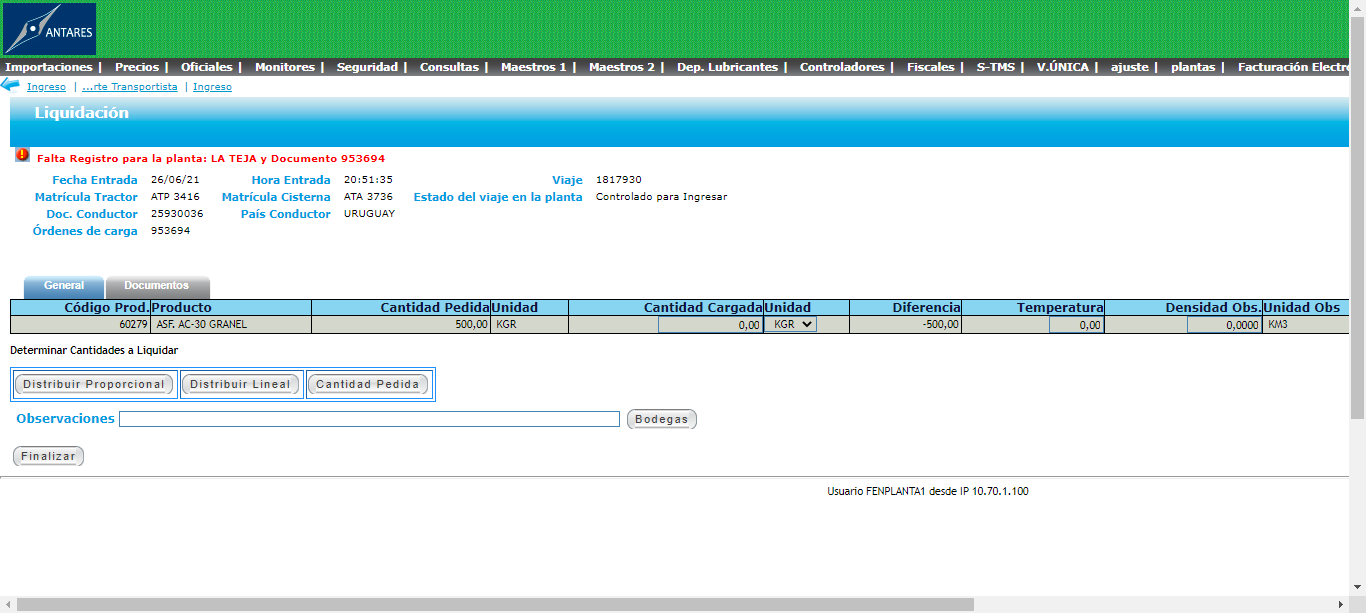 ANTARES
Importaciones | Precios | Oficiales | Monitores | Seguridad | Consultas | Maestros 1 | Maestros 2 | Dep. Lubricantes | Controladores | Fiscales | S-TMS | V.ÚNICA | ajuste | plantas | Facturación Electr
Ingreso | ...rte Transportista | Ingreso
Liquidación
Falta Registro para la planta: LA TEJA y Documento 953694
Fecha Entrada 26/06/21 Hora Entrada 20:51:35 Viaje 1817930
Matrícula Tractor ATP 3416 Matrícula Cisterna ATA 3736 Estado del viaje en la planta Controlado para Ingresar
Doc. Conductor 25930036 País Conductor URUGUAY
Órdenes de carga 953694
General Documentos
Código Prod. Producto Cantidad Pedida Unidad Cantidad Cargada Unidad Diferencia Temperatura Densidad Obs. Unidad Obs
60279 ASF. AC-30 GRANEL 500,00 KGR 0,00 KGR -500,00 0,00 0,0000 KM3
Determinar Cantidades a Liquidar
Distribuir Proporcional Distribuir Lineal Cantidad Pedida
Observaciones Bodegas
Finalizar
Usuario FENPLANTA1 desde IP 10.70.1.100